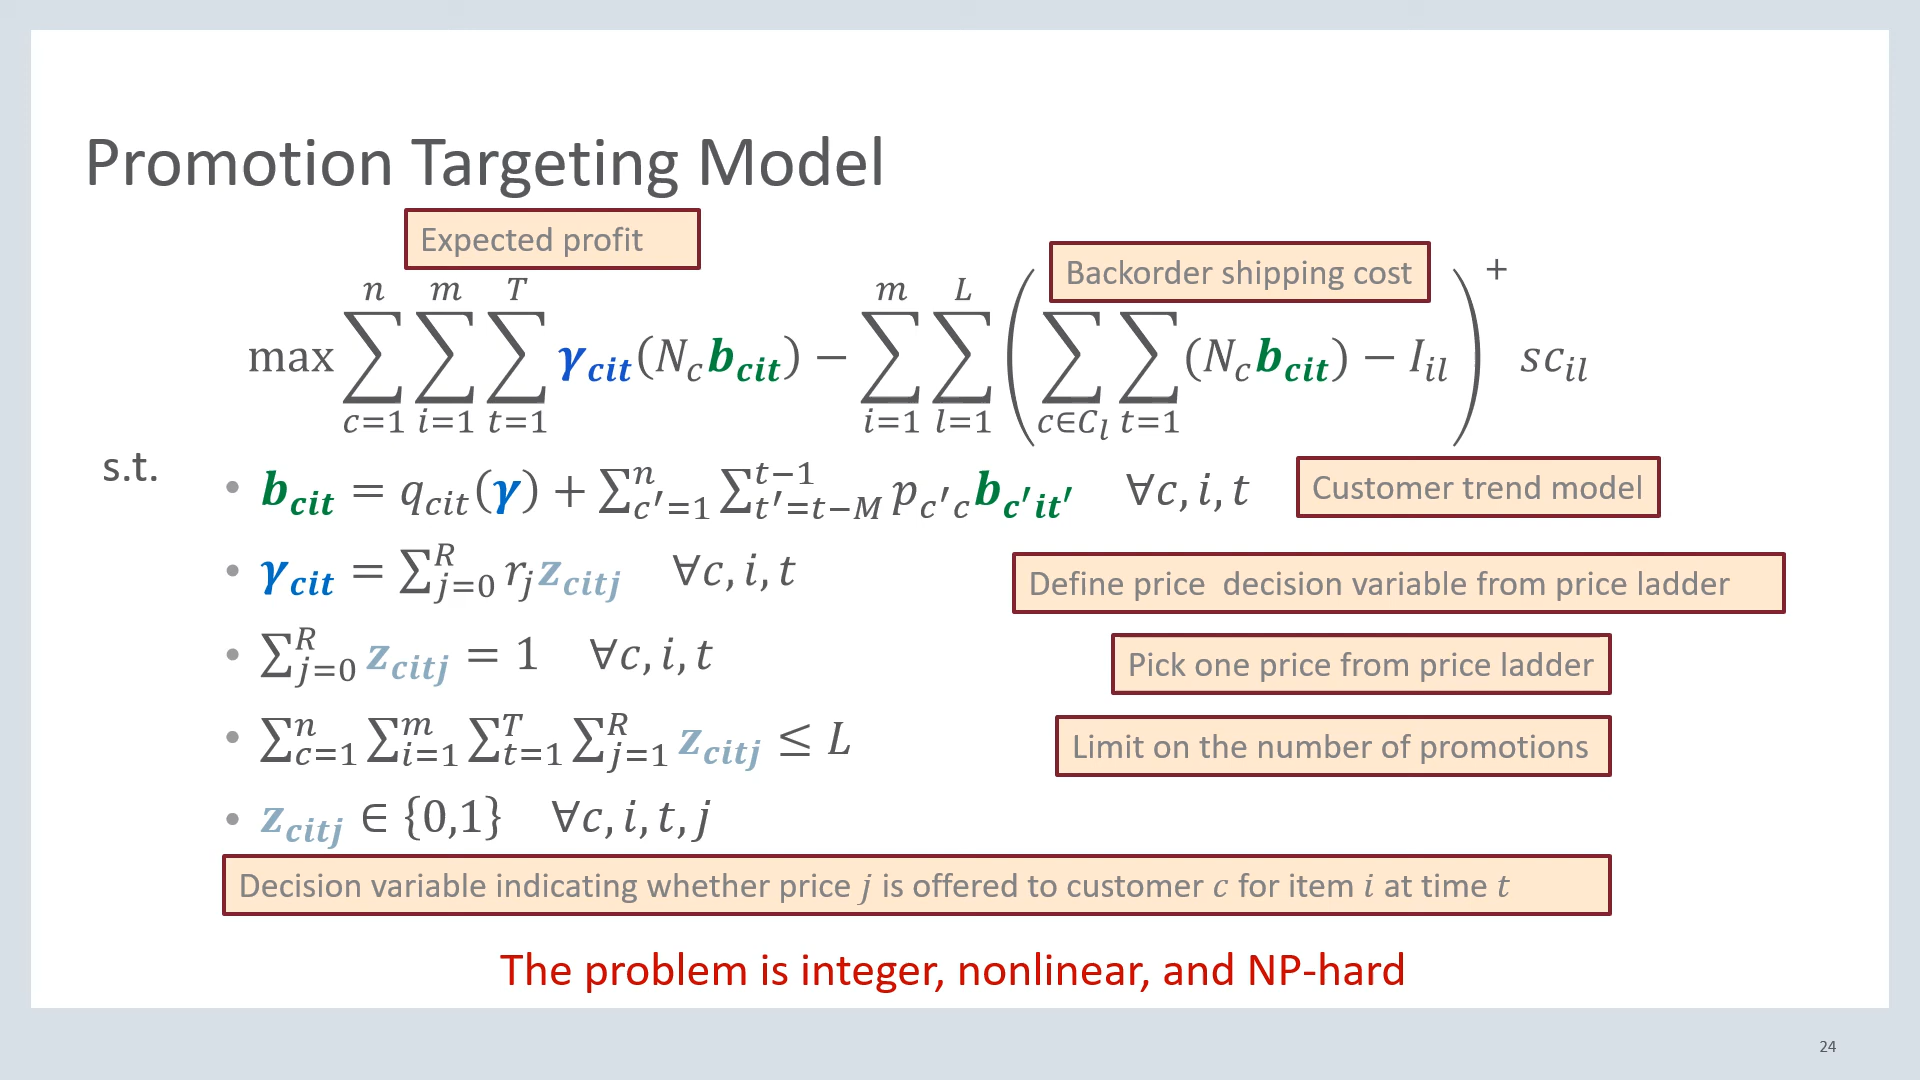 Promotion Targeting Model
Expected profit
Backorder shipping cost
max ∑_{c=1}^{n} ∑_{i=1}^{m} ∑_{t=1}^{T} γ_{cit}(N_c b_{cit}) − ∑_{i=1}^{m} ∑_{l=1}^{L} (∑_{c∈C_l} ∑_{t=1} (N_c b_{cit}) − I_{il})^+ sc_{il}
s.t.
• b_{cit} = q_{cit}(γ) + ∑_{c′=1}^{n} ∑_{t′=t−M}^{t−1} p_{c′c} b_{c′it′} ∀c, i, t
Customer trend model
• γ_{cit} = ∑_{j=0}^{R} r_j z_{citj} ∀c, i, t
Define price decision variable from price ladder
• ∑_{j=0}^{R} z_{citj} = 1 ∀c, i, t
Pick one price from price ladder
• ∑_{c=1}^{n} ∑_{i=1}^{m} ∑_{t=1}^{T} ∑_{j=1}^{R} z_{citj} ≤ L
Limit on the number of promotions
• z_{citj} ∈ {0,1} ∀c, i, t, j
Decision variable indicating whether price j is offered to customer c for item i at time t
The problem is integer, nonlinear, and NP-hard
24